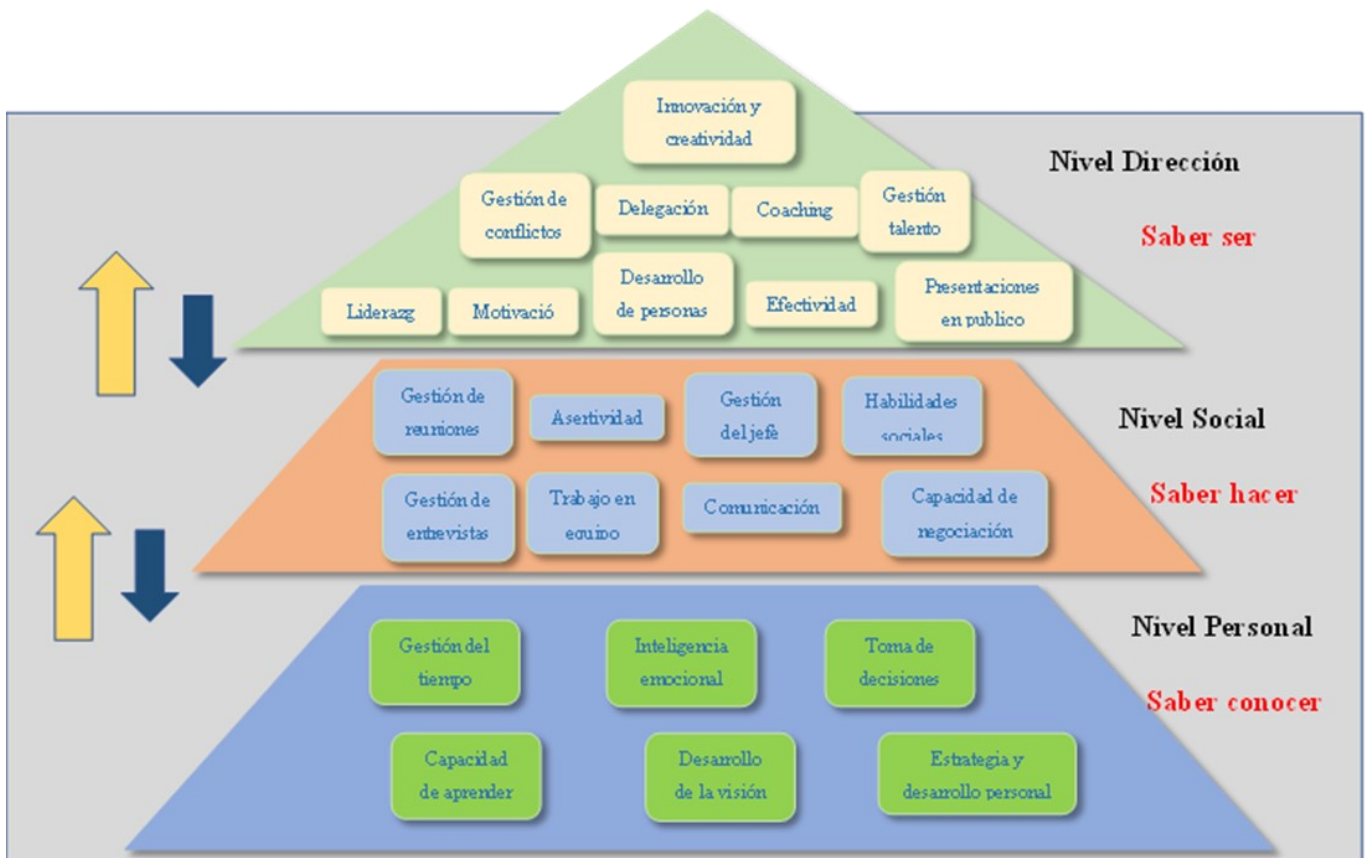 Innovación y
creatividad
Nivel Dirección
Gestión de
conflictos
Delegación
Coaching
Gestión
talento
Saber ser
Liderazg
Motivació
Desarrollo
de personas
Efectividad
Presentaciones
en publico
Gestión de
reuniones
Asertividad
Gestión
del jefe
Habilidades
sociales
Nivel Social
Gestión de
entrevistas
Trabajo en
equipo
Comunicación
Capacidad de
negociación
Saber hacer
Nivel Personal
Gestión del
tiempo
Inteligencia
emocional
Toma de
decisiones
Saber conocer
Capacidad
de aprender
Desarrollo
de la visión
Estrategia y
desarrollo personal